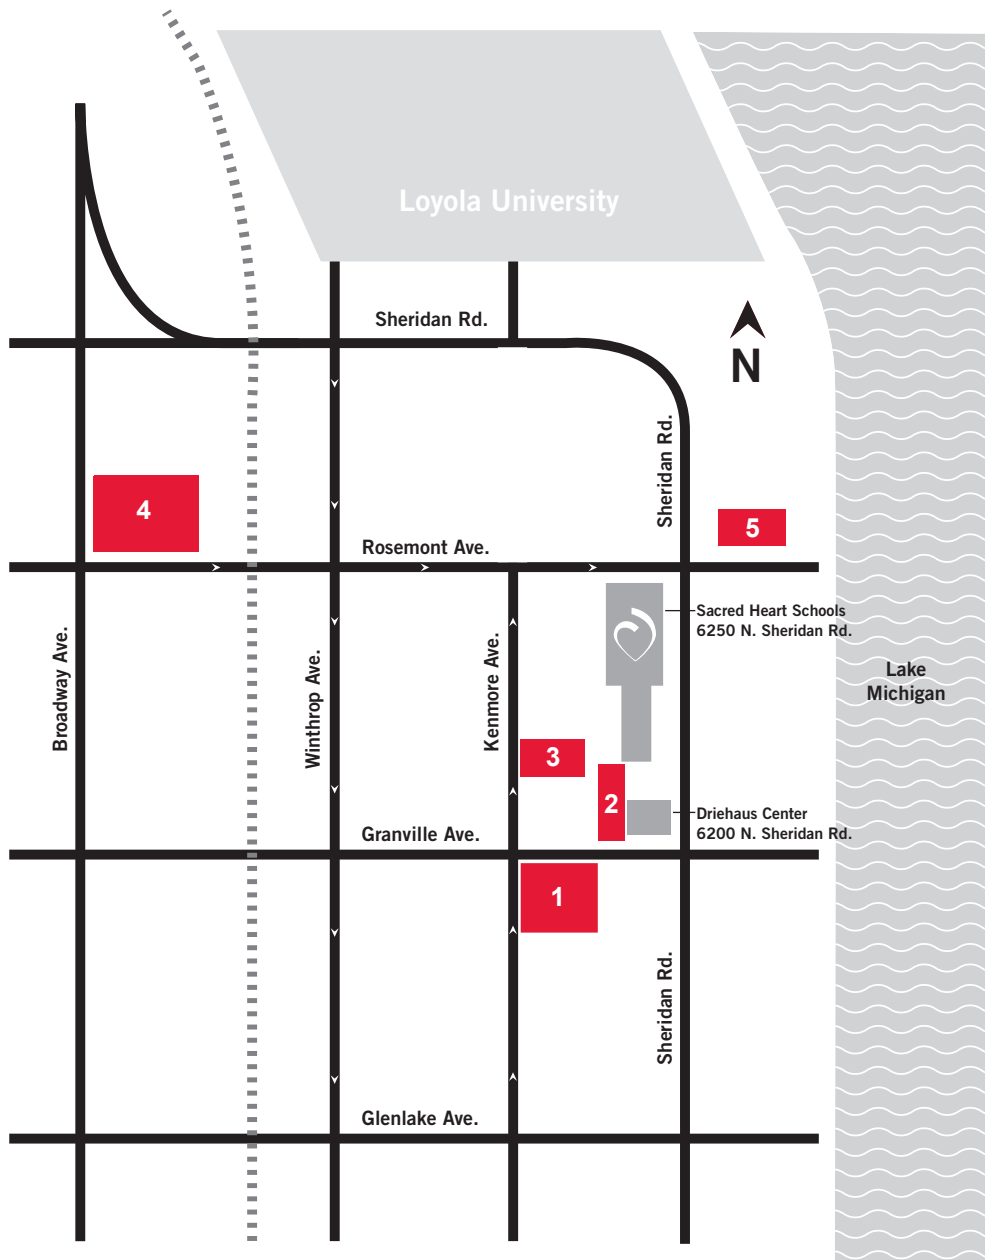 Loyola University
Sheridan Rd.
N
Sheridan Rd.
4
5
Rosemont Ave.
Sacred Heart Schools
6250 N. Sheridan Rd.
Broadway Ave.
Winthrop Ave.
Kenmore Ave.
Lake
Michigan
3
2
Driehaus Center
6200 N. Sheridan Rd.
Granville Ave.
1
Sheridan Rd.
Glenlake Ave.